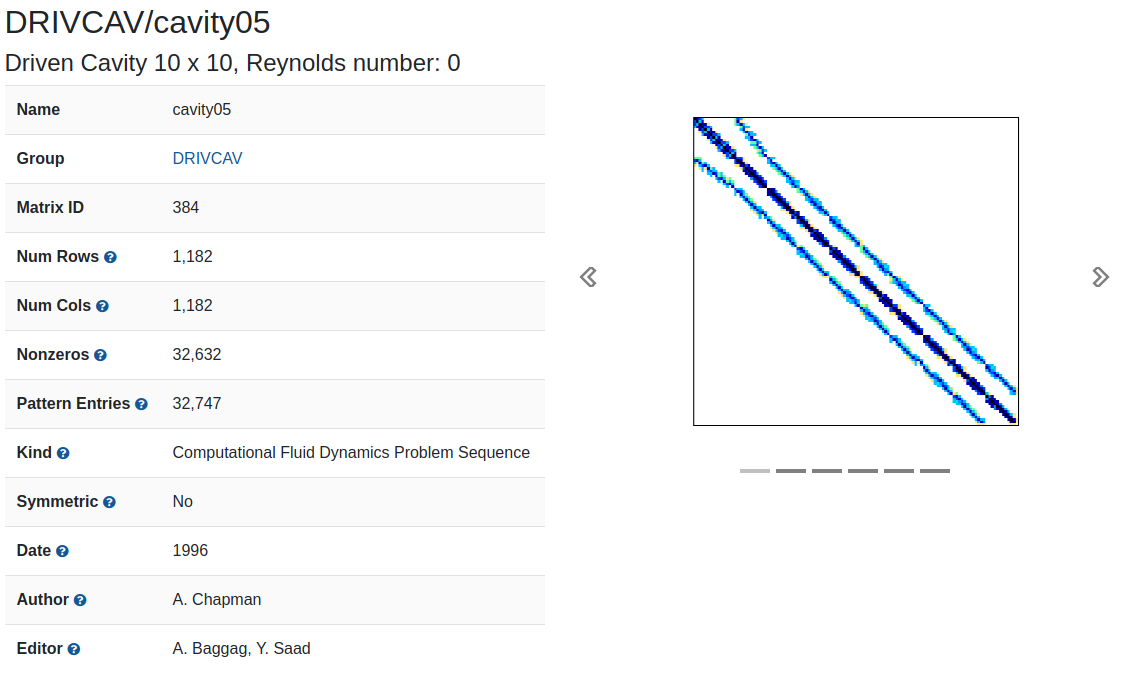 DRIVCAV/cavity05
Driven Cavity 10 x 10, Reynolds number: 0
Name cavity05
Group DRIVCAV
Matrix ID 384
Num Rows ? 1,182
Num Cols ? 1,182
Nonzeros ? 32,632
Pattern Entries ? 32,747
Kind ? Computational Fluid Dynamics Problem Sequence
Symmetric ? No
Date ? 1996
Author ? A. Chapman
Editor ? A. Baggag, Y. Saad